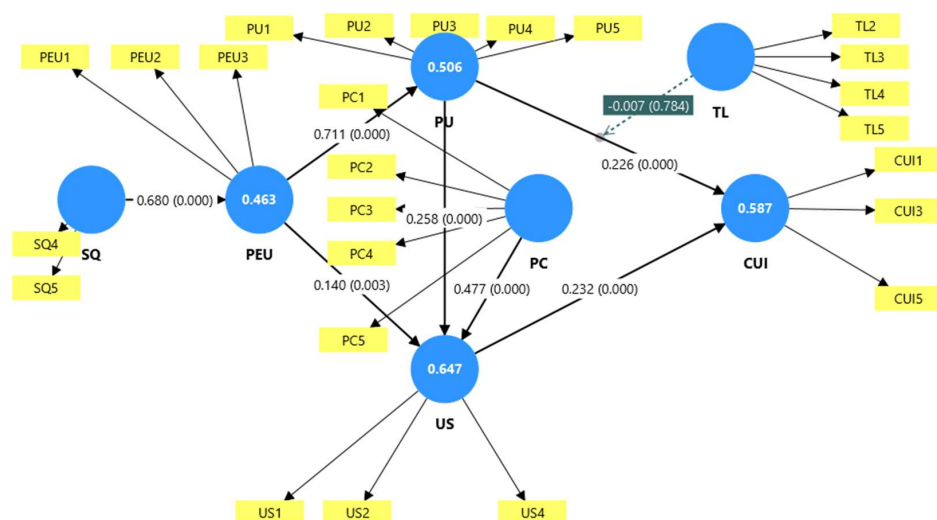 PU1
PU2
PU3
PU4
PU5
TL2
TL3
TL4
TL5
PEU1
PEU2
PEU3
0.506
PU
PC1
-0.007 (0.784)
TL
0.711 (0.000)
0.226 (0.000)
PC2
PC3
PC4
PC5
0.258 (0.000)
CUI1
CUI3
CUI5
0.680 (0.000)
0.463
0.587
SQ4
SQ5
SQ
PEU
PC
CUI
0.140 (0.003)
0.477 (0.000)
0.232 (0.000)
0.647
US
US1
US2
US4